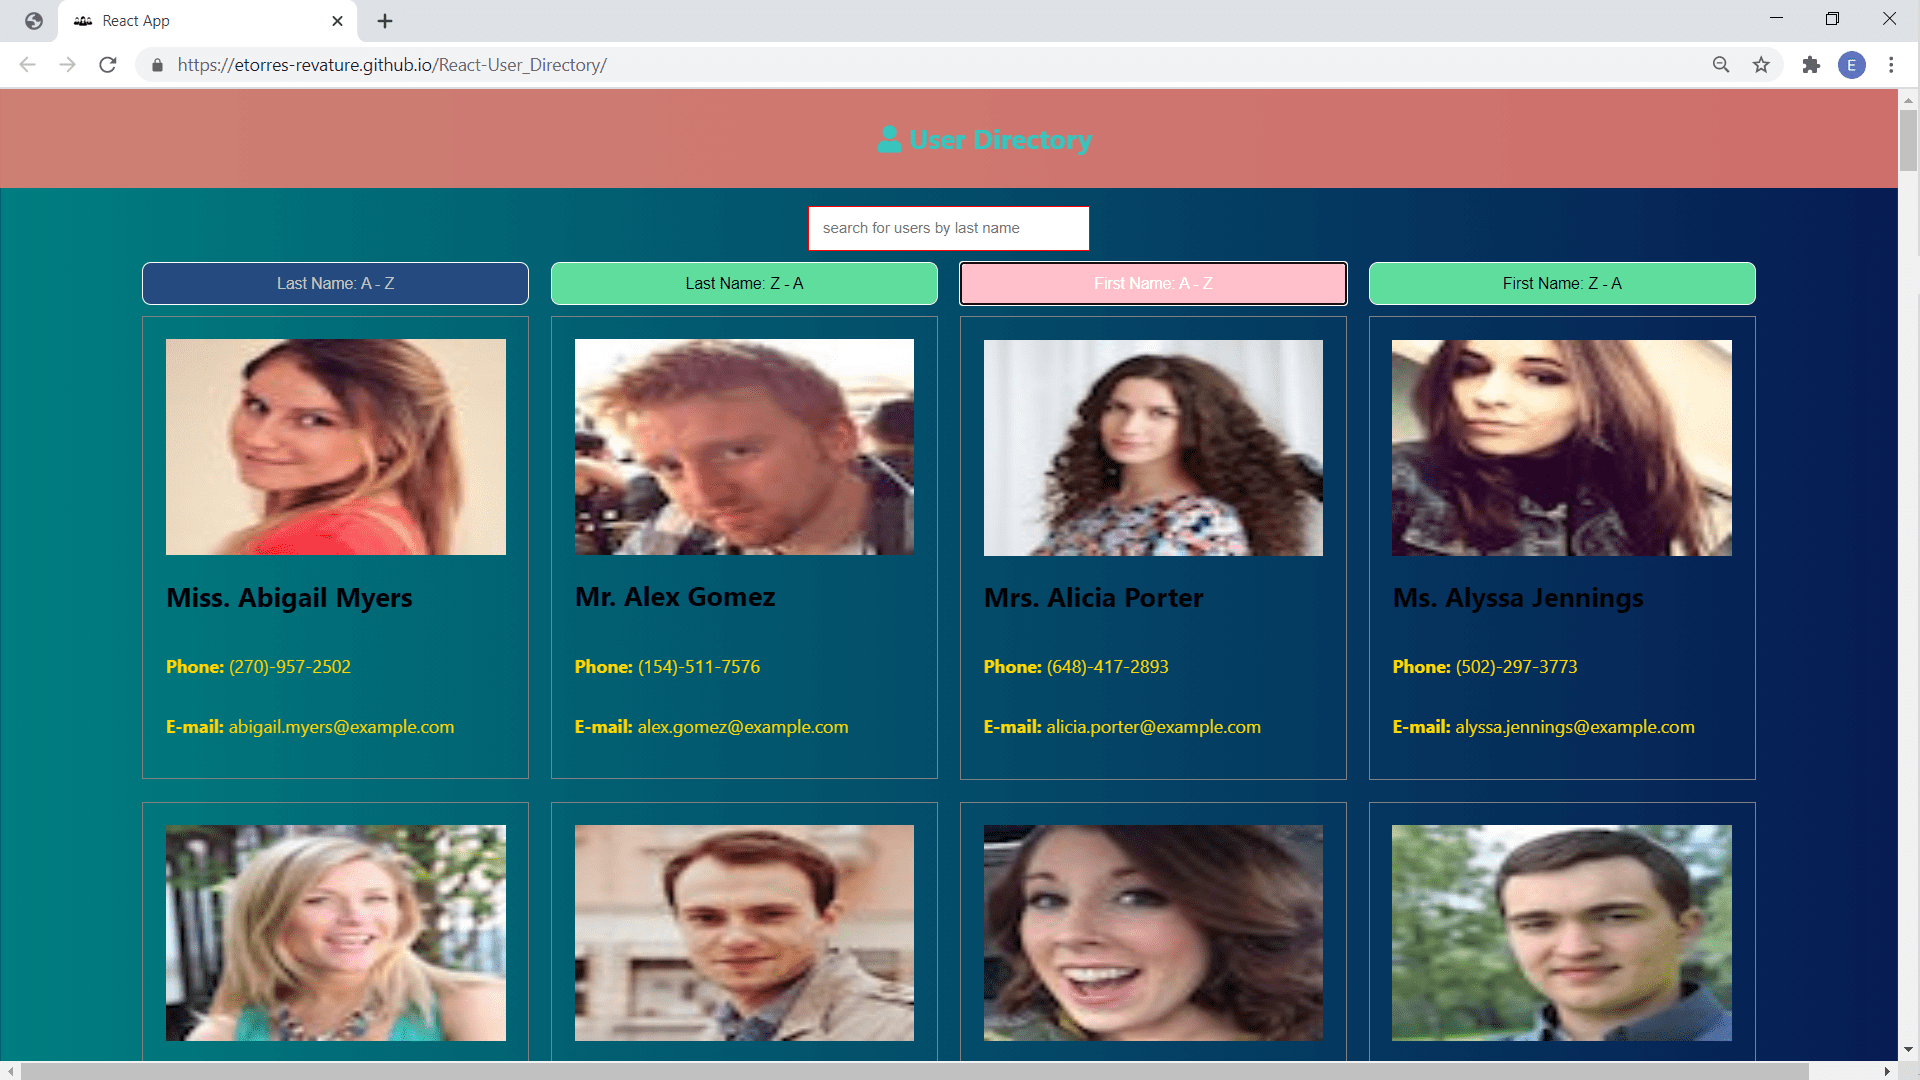 React App
https://etorres-revature.github.io/React-User_Directory/
E
User Directory
search for users by last name
Last Name: A - Z
Last Name: Z - A
First Name: A - Z
First Name: Z - A
Miss. Abigail Myers
Phone: (270)-957-2502
E-mail: abigail.myers@example.com
Mr. Alex Gomez
Phone: (154)-511-7576
E-mail: alex.gomez@example.com
Mrs. Alicia Porter
Phone: (648)-417-2893
E-mail: alicia.porter@example.com
Ms. Alyssa Jennings
Phone: (502)-297-3773
E-mail: alyssa.jennings@example.com